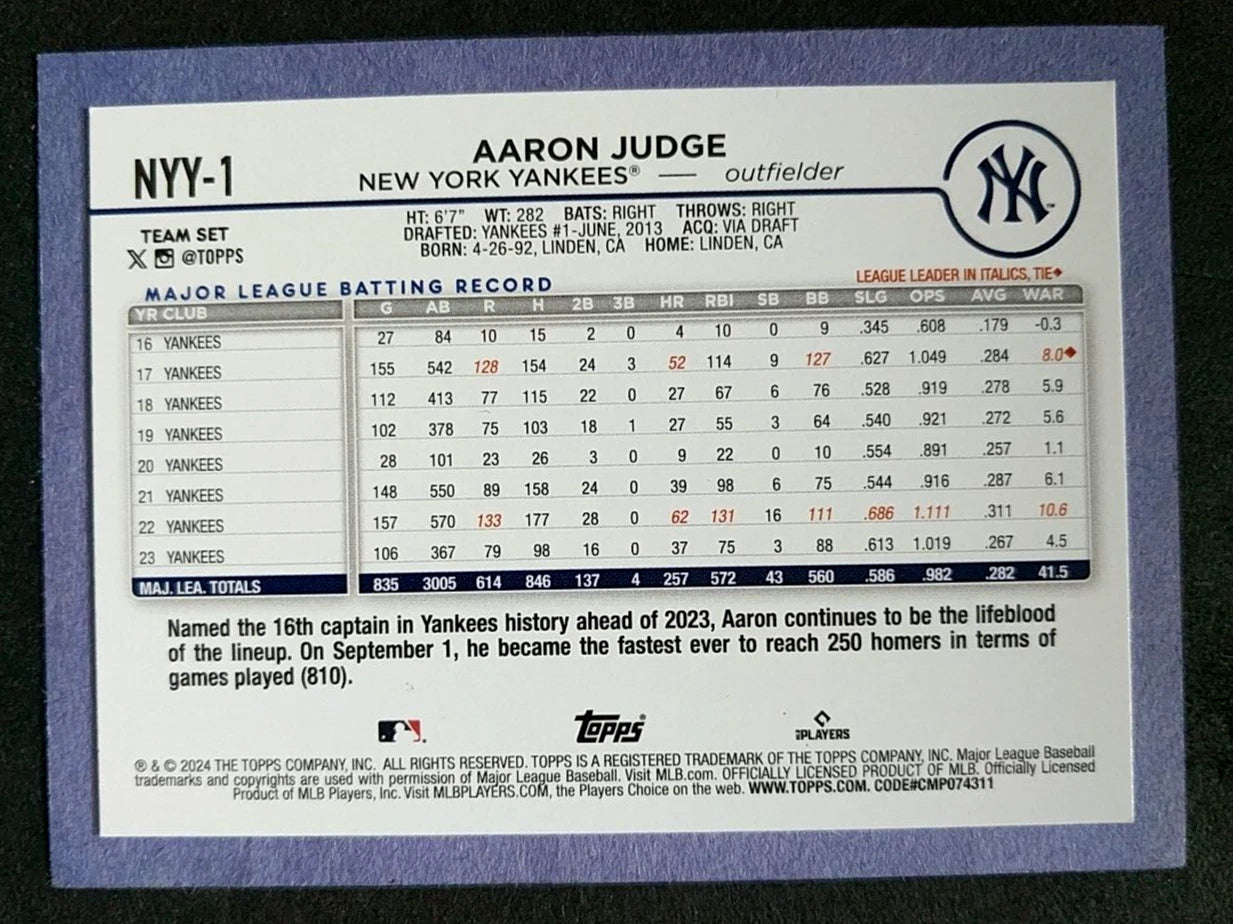 NYY-1
AARON JUDGE
NEW YORK YANKEES® — outfielder
NY™
TEAM SET
X @TOPPS
HT: 6'7" WT: 282 BATS: RIGHT THROWS: RIGHT
DRAFTED: YANKEES #1-JUNE, 2013 ACQ: VIA DRAFT
BORN: 4-26-92, LINDEN, CA HOME: LINDEN, CA
MAJOR LEAGUE BATTING RECORD
LEAGUE LEADER IN ITALICS, TIE◆
YR CLUB G AB R H 2B 3B HR RBI SB BB SLG OPS AVG WAR
16 YANKEES 27 84 10 15 2 0 4 10 0 9 .345 .608 .179 -0.3
17 YANKEES 155 542 128 154 24 3 52 114 9 127 .627 1.049 .284 8.0◆
18 YANKEES 112 413 77 115 22 0 27 67 6 76 .528 .919 .278 5.9
19 YANKEES 102 378 75 103 18 1 27 55 3 64 .540 .921 .272 5.6
20 YANKEES 28 101 23 26 3 0 9 22 0 10 .554 .891 .257 1.1
21 YANKEES 148 550 89 158 24 0 39 98 6 75 .544 .916 .287 6.1
22 YANKEES 157 570 133 177 28 0 62 131 16 111 .686 1.111 .311 10.6
23 YANKEES 106 367 79 98 16 0 37 75 3 88 .613 1.019 .267 4.5
MAJ. LEA. TOTALS 835 3005 614 846 137 4 257 572 43 560 .586 .982 .282 41.5
Named the 16th captain in Yankees history ahead of 2023, Aaron continues to be the lifeblood
of the lineup. On September 1, he became the fastest ever to reach 250 homers in terms of
games played (810).
Topps®
PLAYERS
® & © 2024 THE TOPPS COMPANY, INC. ALL RIGHTS RESERVED. TOPPS IS A REGISTERED TRADEMARK OF THE TOPPS COMPANY, INC. Major League Baseball
trademarks and copyrights are used with permission of Major League Baseball. Visit MLB.com. OFFICIALLY LICENSED PRODUCT OF MLB. Officially Licensed
Product of MLB Players, Inc. Visit MLBPLAYERS.COM, the Players Choice on the web. WWW.TOPPS.COM. CODE#CMP074311